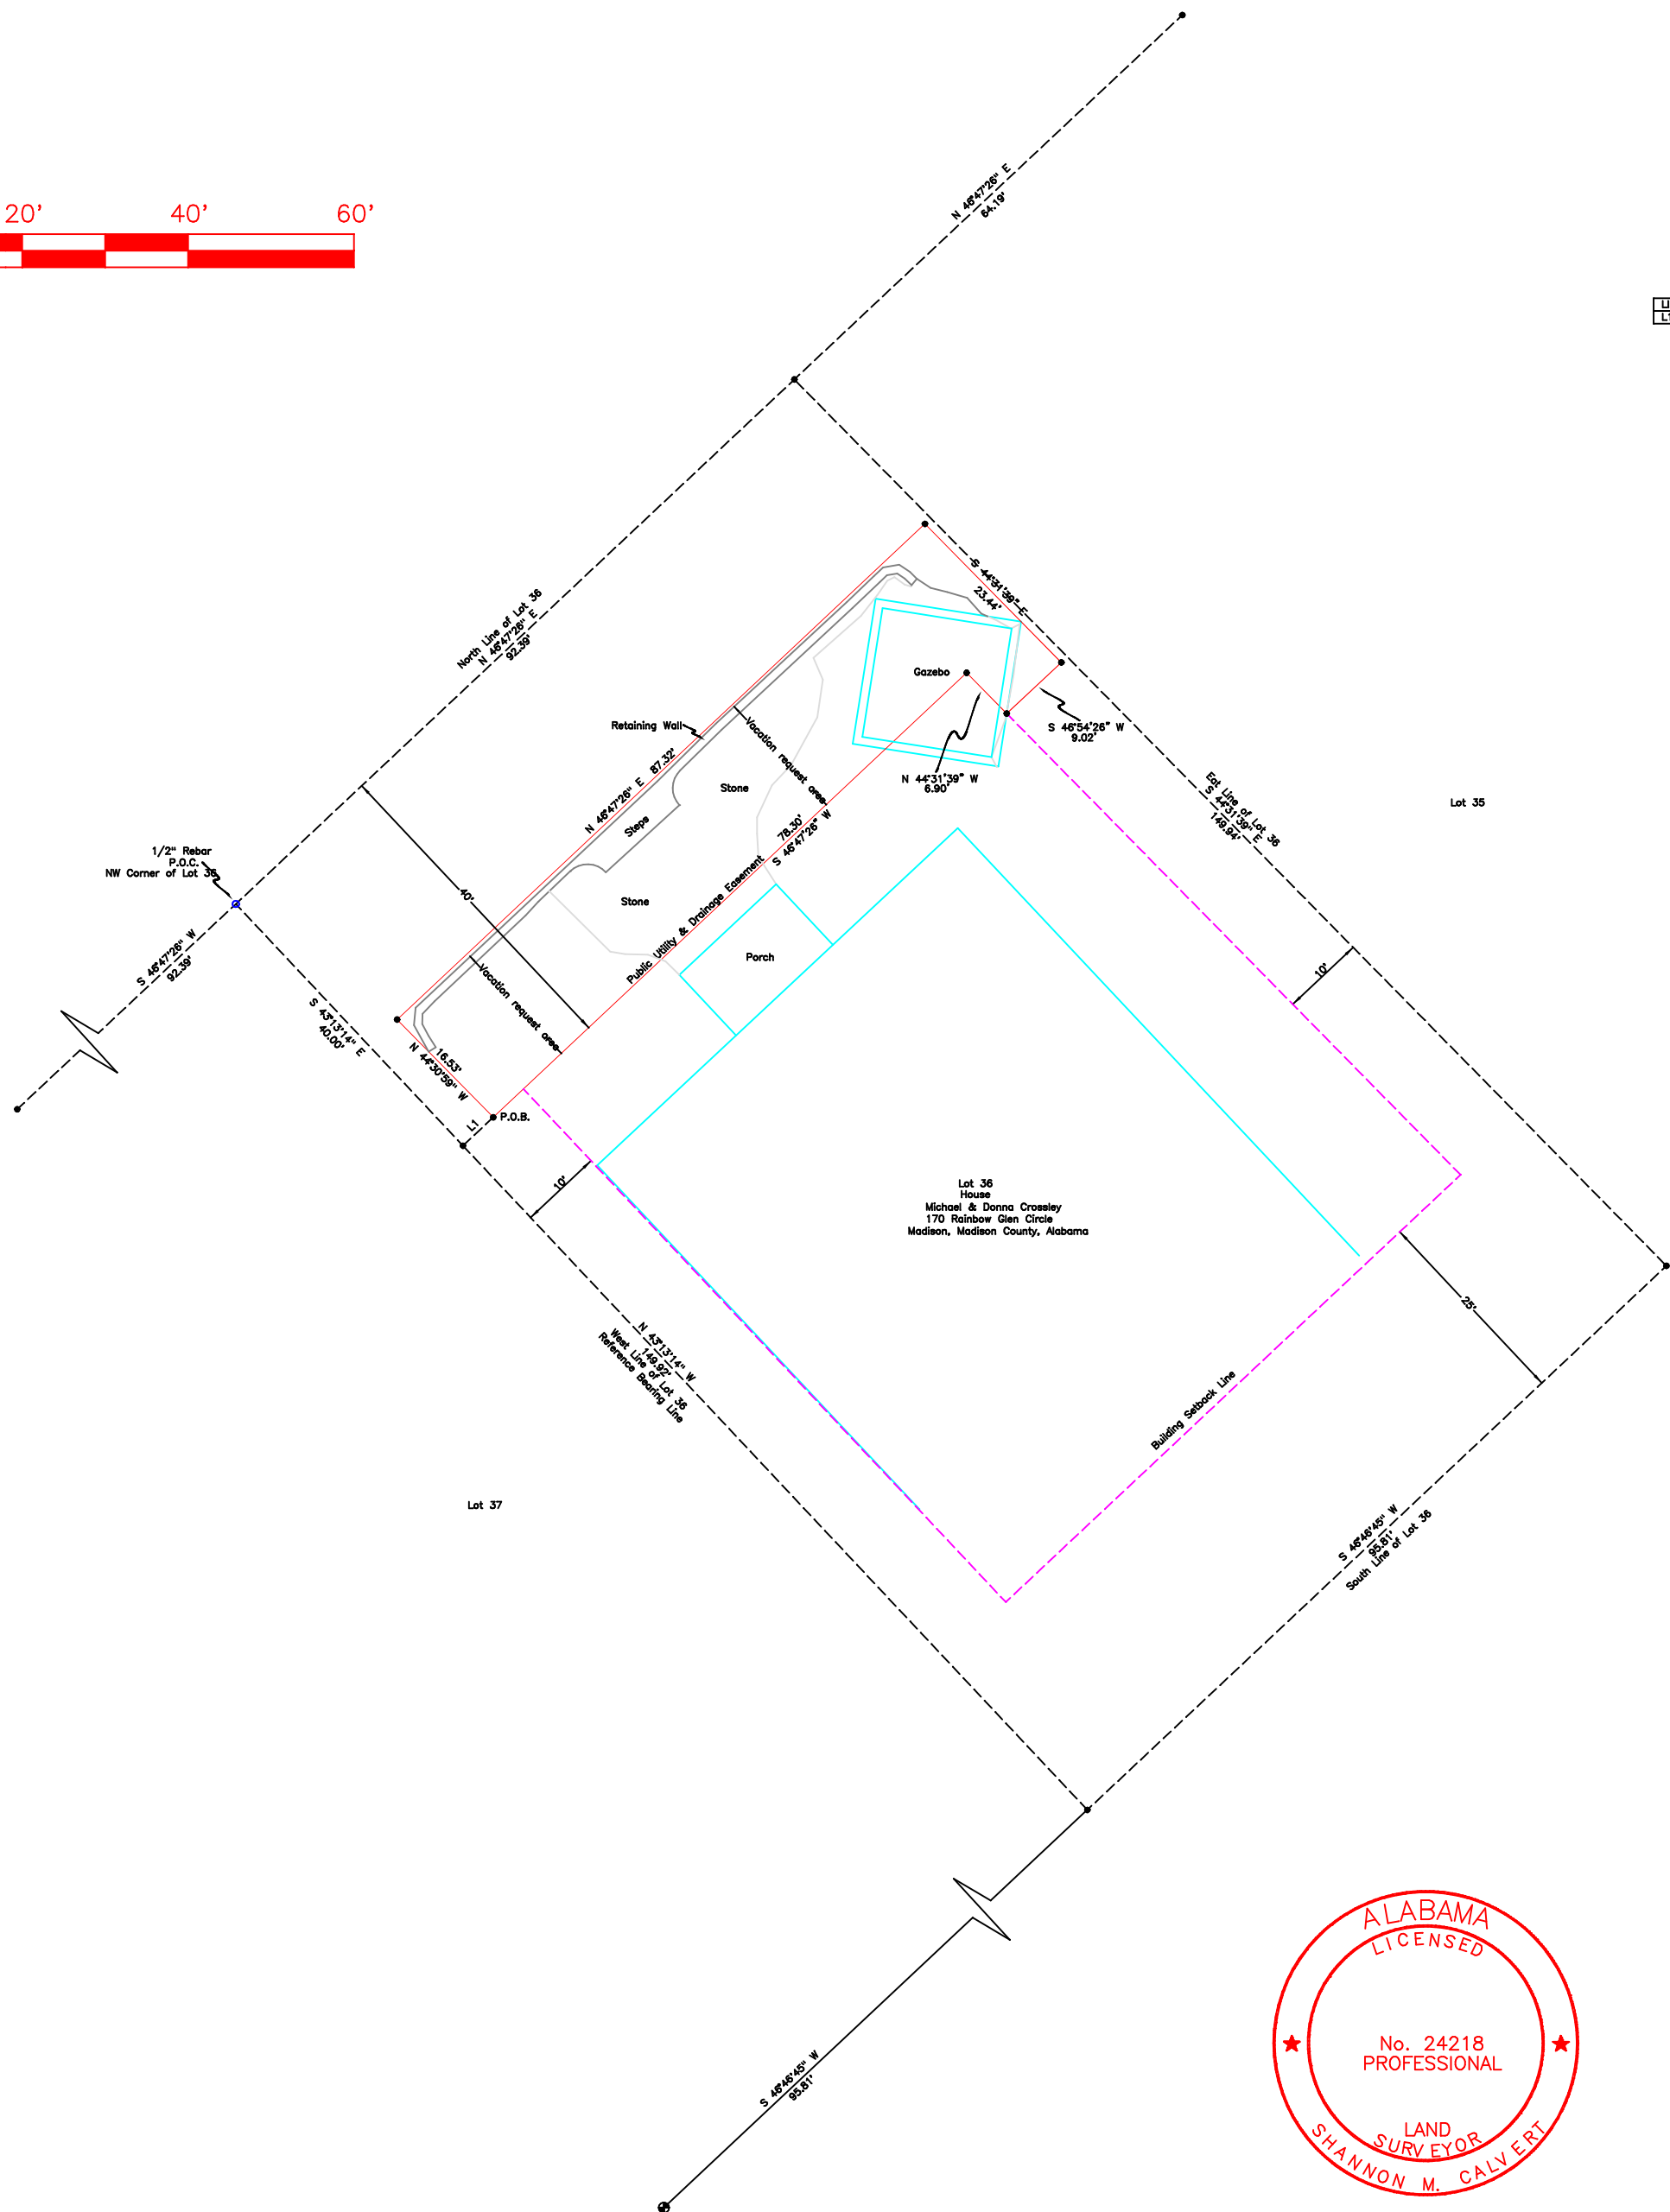 N 46°47'26" E
64.19'
20'
40'
60'
North Line of Lot 36
N 46°47'26" E
92.39'
S 44°31'39" E
23.44'
Gazebo
Retaining Wall
S 46°54'26" W
9.02'
N 44°31'39" W
6.90'
N 46°47'26" E 87.32'
Vacation request area
Stone
Steps
78.30'
S 46°47'26" W
Eat Line of Lot 36
S 44°31'39" E
149.94'
Lot 35
1/2" Rebar
P.O.C.
NW Corner of Lot 36
40'
Stone
Public Utility & Drainage Easement
Porch
S 46°47'26" W
92.39'
S 43°13'14" E
40.00'
Vacation request area
16.53'
N 44°30'59" W
10'
L1
P.O.B.
10'
Lot 36
House
Michael & Donna Crossley
170 Rainbow Glen Circle
Madison, Madison County, Alabama
25'
N 43°13'14" W
149.92'
West Line of Lot 36
Reference Bearing Line
Building Setback Line
Lot 37
S 46°46'45" W
95.81'
South Line of Lot 36
S 46°46'45" W
95.81'
ALABAMA
LICENSED
No. 24218
PROFESSIONAL
LAND
SURVEYOR
SHANNON M. CALVERT